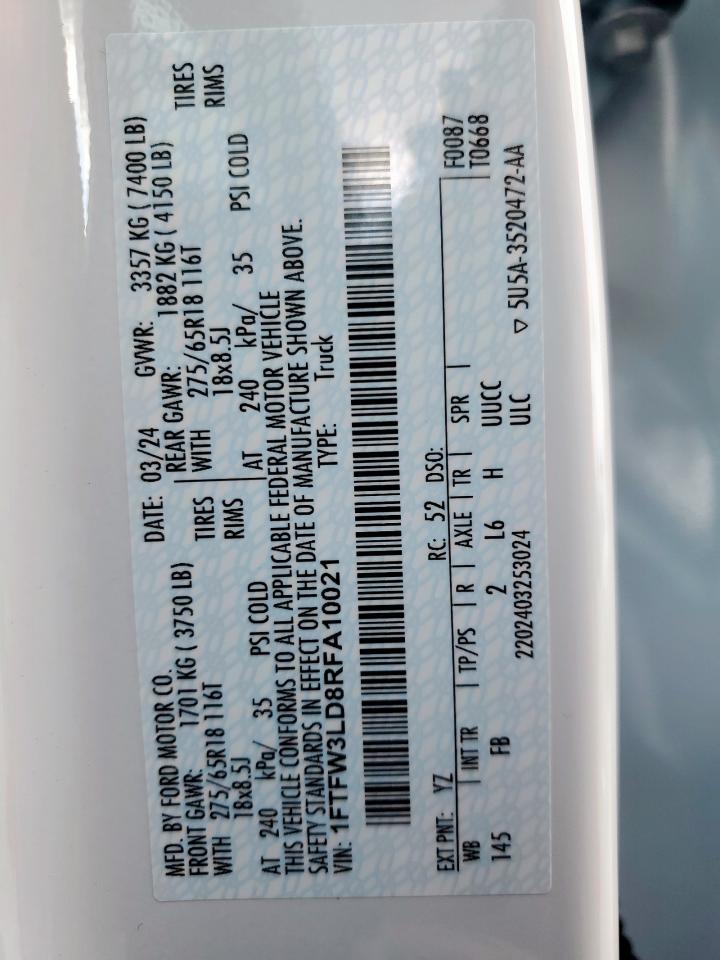 MFD. BY FORD MOTOR CO.
DATE: 03/24 GVWR: 3357 KG ( 7400 LB)
FRONT GAWR: 1701 KG ( 3750 LB)
REAR GAWR: 1882 KG ( 4150 LB)
WITH 275/65R18 116T TIRES
WITH 275/65R18 116T TIRES
18x8.5J RIMS
18x8.5J RIMS
AT 240 kPa/ 35 PSI COLD
AT 240 kPa/ 35 PSI COLD
THIS VEHICLE CONFORMS TO ALL APPLICABLE FEDERAL MOTOR VEHICLE
SAFETY STANDARDS IN EFFECT ON THE DATE OF MANUFACTURE SHOWN ABOVE.
VIN: 1FTFW3LD8RFA10021 TYPE: Truck
EXT PNT: YZ RC: 52 DSO: F0087
WB | INT TR | TP/PS | R | AXLE | TR | SPR | T0668
145 FB 2 L6 H UUCC
2202403253024 ULC ▽ 5U5A-3520472-AA